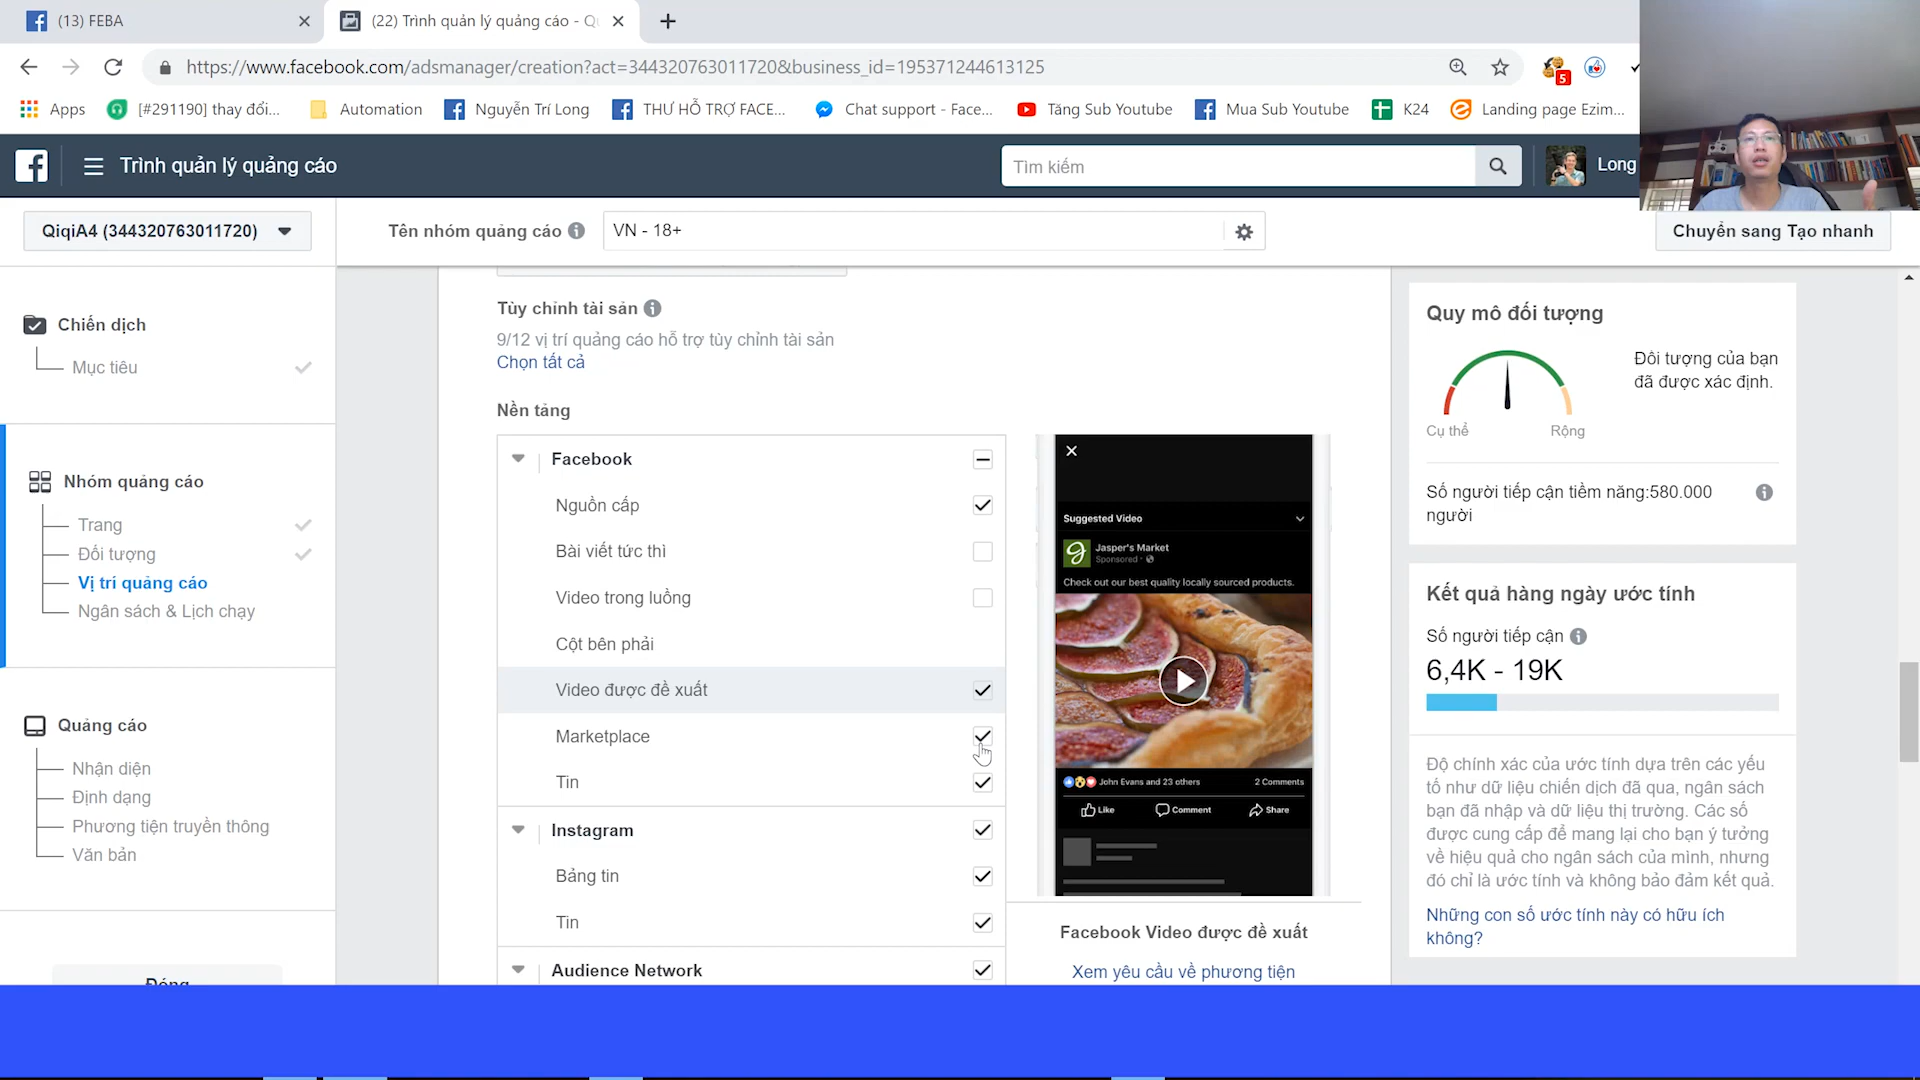 (13) FEBA
(22) Trình quản lý quảng cáo - Qu
https://www.facebook.com/adsmanager/creation?act=344320763011720&business_id=195371244613125
5
Apps
[#291190] thay đổi...
Automation
Nguyễn Trí Long
THƯ HỖ TRỢ FACE...
Chat support - Face...
Tăng Sub Youtube
Mua Sub Youtube
K24
Landing page Ezim...
Trình quản lý quảng cáo
Tìm kiếm
Long
QiqiA4 (344320763011720)
Tên nhóm quảng cáo
VN - 18+
Chuyển sang Tạo nhanh
Chiến dịch
Mục tiêu
Nhóm quảng cáo
Trang
Đối tượng
Vị trí quảng cáo
Ngân sách & Lịch chạy
Quảng cáo
Nhận diện
Định dạng
Phương tiện truyền thông
Văn bản
Đóng
Tùy chỉnh tài sản
9/12 vị trí quảng cáo hỗ trợ tùy chỉnh tài sản
Chọn tất cả
Nền tảng
Facebook
Nguồn cấp
Bài viết tức thì
Video trong luồng
Cột bên phải
Video được đề xuất
Marketplace
Tin
Instagram
Bảng tin
Tin
Audience Network
Suggested Video
Jasper's Market
Sponsored
Check out our best quality locally sourced products.
John Evans and 23 others
2 Comments
Like
Comment
Share
Facebook Video được đề xuất
Xem yêu cầu về phương tiện
Quy mô đối tượng
Đối tượng của bạn
đã được xác định.
Cụ thể
Rộng
Số người tiếp cận tiềm năng:580.000
người
Kết quả hàng ngày ước tính
Số người tiếp cận
6,4K - 19K
Độ chính xác của ước tính dựa trên các yếu
tố như dữ liệu chiến dịch đã qua, ngân sách
bạn đã nhập và dữ liệu thị trường. Các số
được cung cấp để mang lại cho bạn ý tưởng
về hiệu quả cho ngân sách của mình, nhưng
đó chỉ là ước tính và không bảo đảm kết quả.
Những con số ước tính này có hữu ích
không?